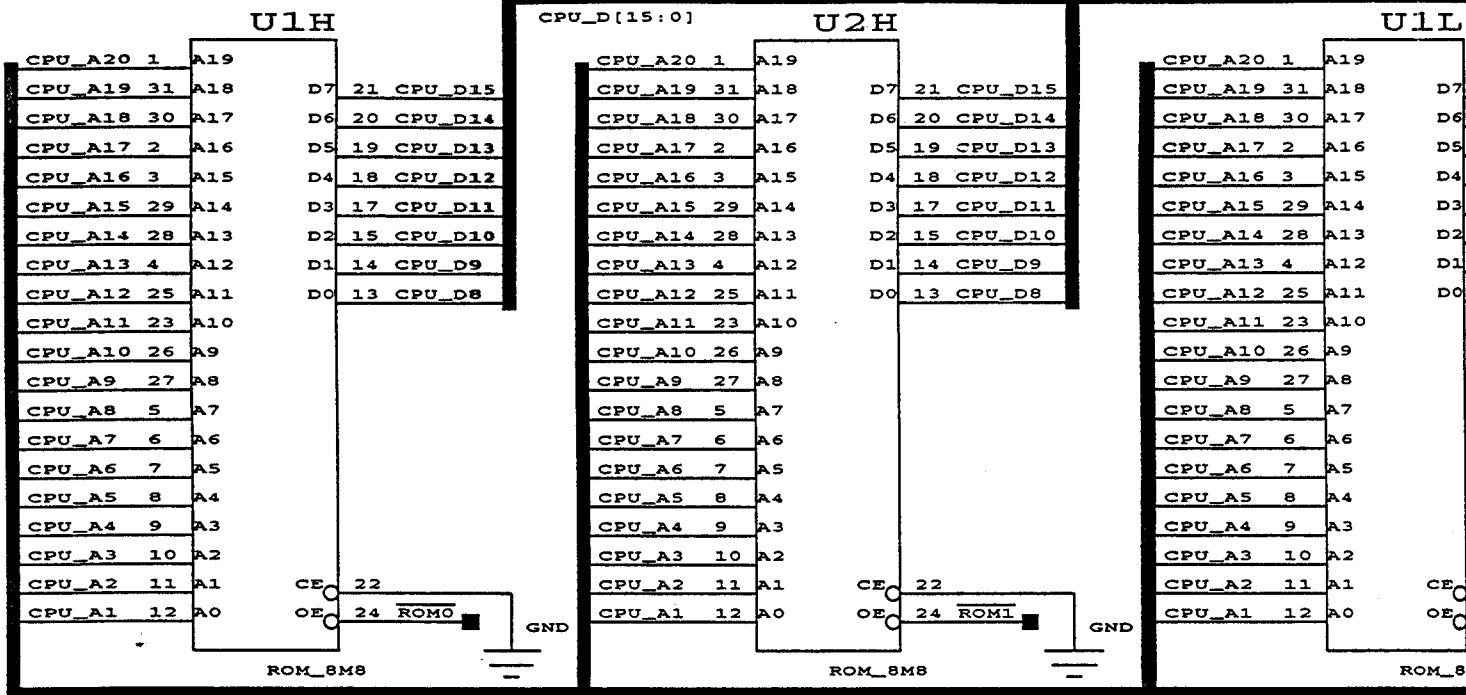 U1H
CPU_A20 1 A19
CPU_A19 31 A18 D7 21 CPU_D15
CPU_A18 30 A17 D6 20 CPU_D14
CPU_A17 2 A16 D5 19 CPU_D13
CPU_A16 3 A15 D4 18 CPU_D12
CPU_A15 29 A14 D3 17 CPU_D11
CPU_A14 28 A13 D2 15 CPU_D10
CPU_A13 4 A12 D1 14 CPU_D9
CPU_A12 25 A11 D0 13 CPU_D8
CPU_A11 23 A10
CPU_A10 26 A9
CPU_A9 27 A8
CPU_A8 5 A7
CPU_A7 6 A6
CPU_A6 7 A5
CPU_A5 8 A4
CPU_A4 9 A3
CPU_A3 10 A2
CPU_A2 11 A1 CE 22
CPU_A1 12 A0 OE 24 ROM0
GND
ROM_8M8
CPU_D[15:0]
U2H
CPU_A20 1 A19
CPU_A19 31 A18 D7 21 CPU_D15
CPU_A18 30 A17 D6 20 CPU_D14
CPU_A17 2 A16 D5 19 CPU_D13
CPU_A16 3 A15 D4 18 CPU_D12
CPU_A15 29 A14 D3 17 CPU_D11
CPU_A14 28 A13 D2 15 CPU_D10
CPU_A13 4 A12 D1 14 CPU_D9
CPU_A12 25 A11 D0 13 CPU_D8
CPU_A11 23 A10
CPU_A10 26 A9
CPU_A9 27 A8
CPU_A8 5 A7
CPU_A7 6 A6
CPU_A6 7 A5
CPU_A5 8 A4
CPU_A4 9 A3
CPU_A3 10 A2
CPU_A2 11 A1 CE 22
CPU_A1 12 A0 OE 24 ROM1
GND
ROM_8M8
U1L
CPU_A20 1 A19
CPU_A19 31 A18 D7
CPU_A18 30 A17 D6
CPU_A17 2 A16 D5
CPU_A16 3 A15 D4
CPU_A15 29 A14 D3
CPU_A14 28 A13 D2
CPU_A13 4 A12 D1
CPU_A12 25 A11 D0
CPU_A11 23 A10
CPU_A10 26 A9
CPU_A9 27 A8
CPU_A8 5 A7
CPU_A7 6 A6
CPU_A6 7 A5
CPU_A5 8 A4
CPU_A4 9 A3
CPU_A3 10 A2
CPU_A2 11 A1 CE
CPU_A1 12 A0 OE
ROM_8